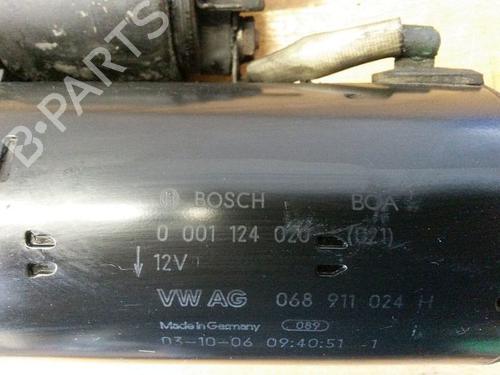 B-PARTS
BOSCH BOA
0 001 124 020 (021)
12V
VW AG 068 911 024 H
Made in Germany 089
03-10-06 09:40:51 -1